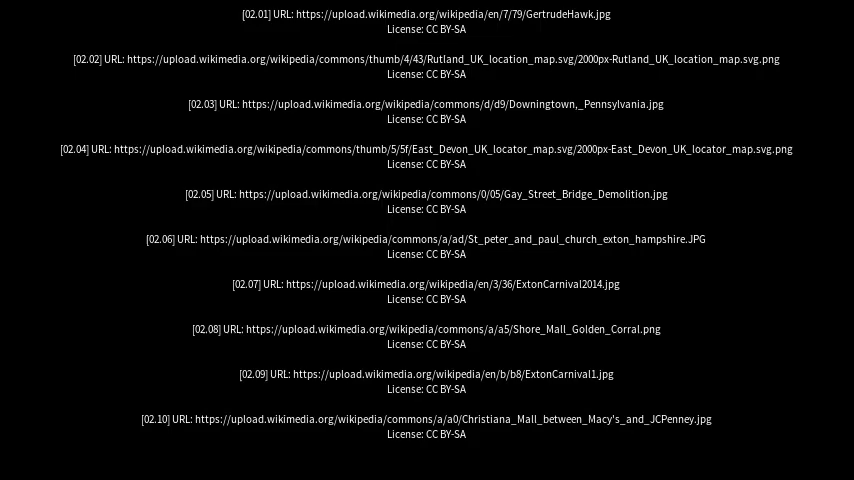 [02.01] URL: https://upload.wikimedia.org/wikipedia/en/7/79/GertrudeHawk.jpg
License: CC BY-SA
[02.02] URL: https://upload.wikimedia.org/wikipedia/commons/thumb/4/43/Rutland_UK_location_map.svg/2000px-Rutland_UK_location_map.svg.png
License: CC BY-SA
[02.03] URL: https://upload.wikimedia.org/wikipedia/commons/d/d9/Downingtown,_Pennsylvania.jpg
License: CC BY-SA
[02.04] URL: https://upload.wikimedia.org/wikipedia/commons/thumb/5/5f/East_Devon_UK_locator_map.svg/2000px-East_Devon_UK_locator_map.svg.png
License: CC BY-SA
[02.05] URL: https://upload.wikimedia.org/wikipedia/commons/0/05/Gay_Street_Bridge_Demolition.jpg
License: CC BY-SA
[02.06] URL: https://upload.wikimedia.org/wikipedia/commons/a/ad/St_peter_and_paul_church_exton_hampshire.JPG
License: CC BY-SA
[02.07] URL: https://upload.wikimedia.org/wikipedia/en/3/36/ExtonCarnival2014.jpg
License: CC BY-SA
[02.08] URL: https://upload.wikimedia.org/wikipedia/commons/a/a5/Shore_Mall_Golden_Corral.png
License: CC BY-SA
[02.09] URL: https://upload.wikimedia.org/wikipedia/en/b/b8/ExtonCarnival1.jpg
License: CC BY-SA
[02.10] URL: https://upload.wikimedia.org/wikipedia/commons/a/a0/Christiana_Mall_between_Macy's_and_JCPenney.jpg
License: CC BY-SA